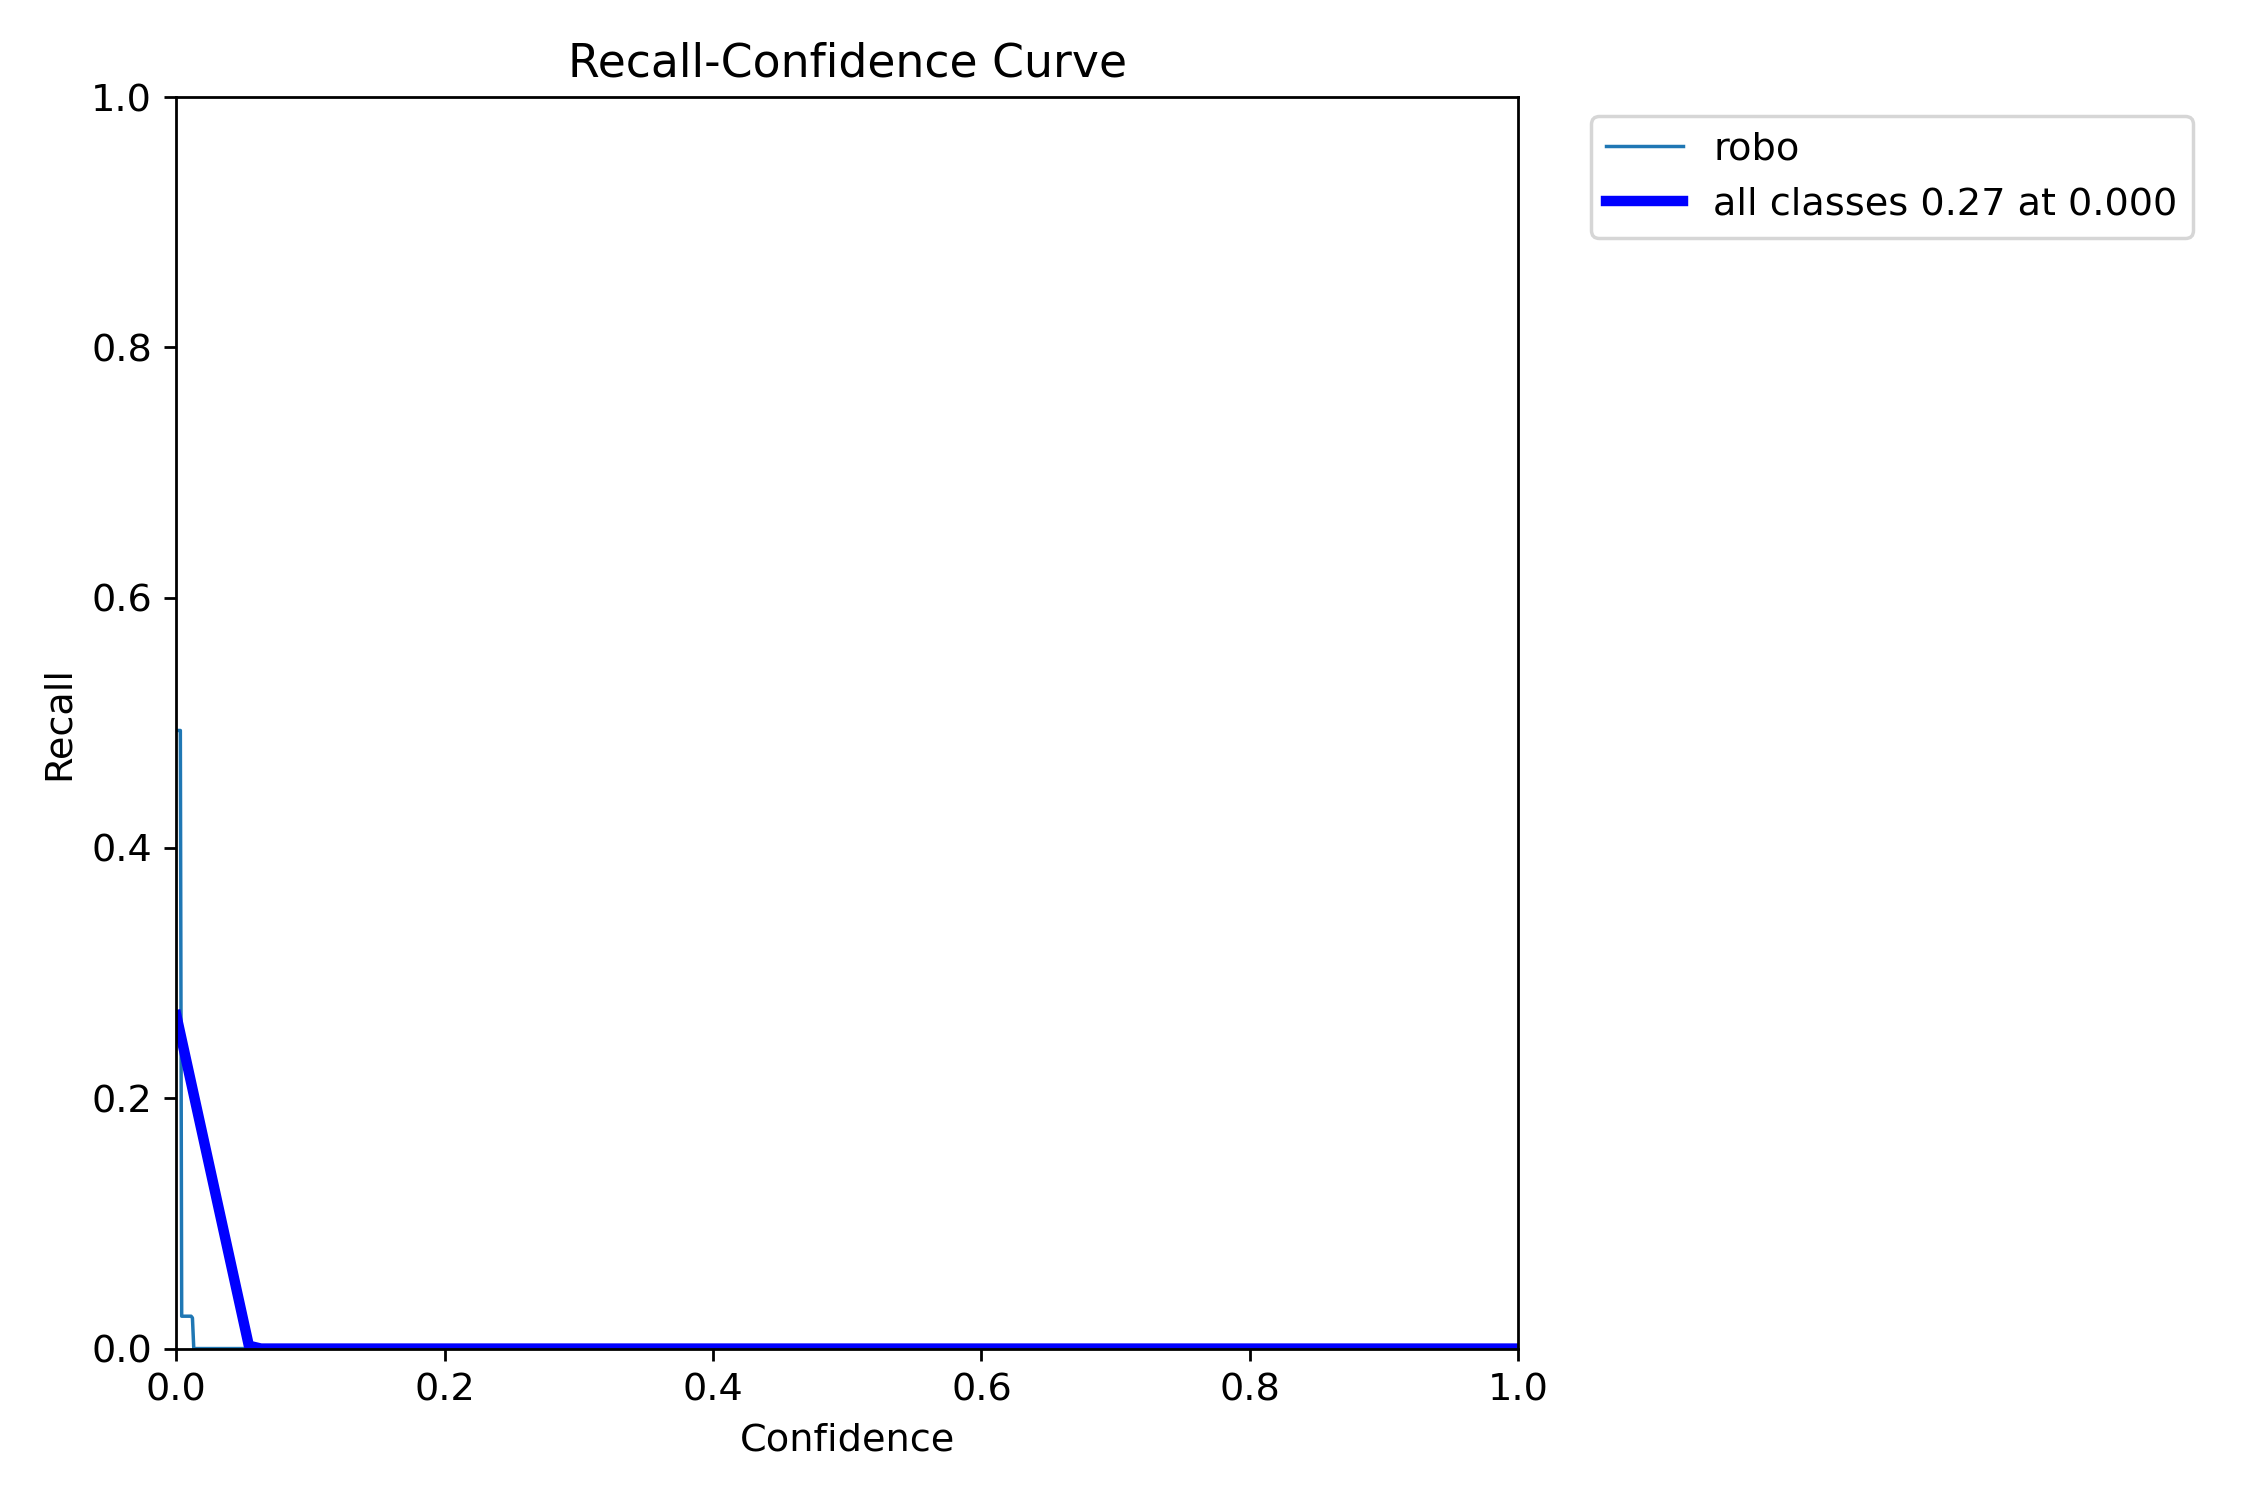 Recall-Confidence Curve
1.0
0.8
0.6
0.4
0.2
0.0
Recall
0.0 0.2 0.4 0.6 0.8 1.0
Confidence
robo
all classes 0.27 at 0.000